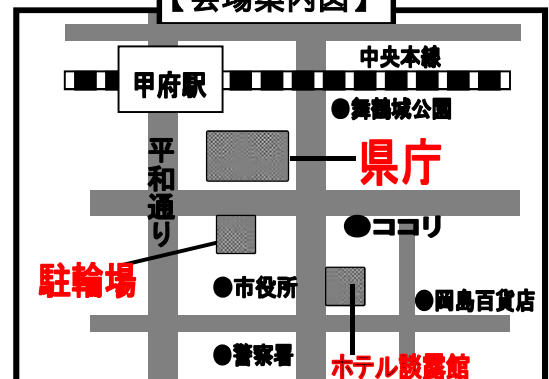 【会場案内図】
中央本線
甲府駅
●舞鶴城公園
県庁
平和通り
●ココリ
駐輪場
●市役所
●岡島百貨店
●警察署
ホテル談露館